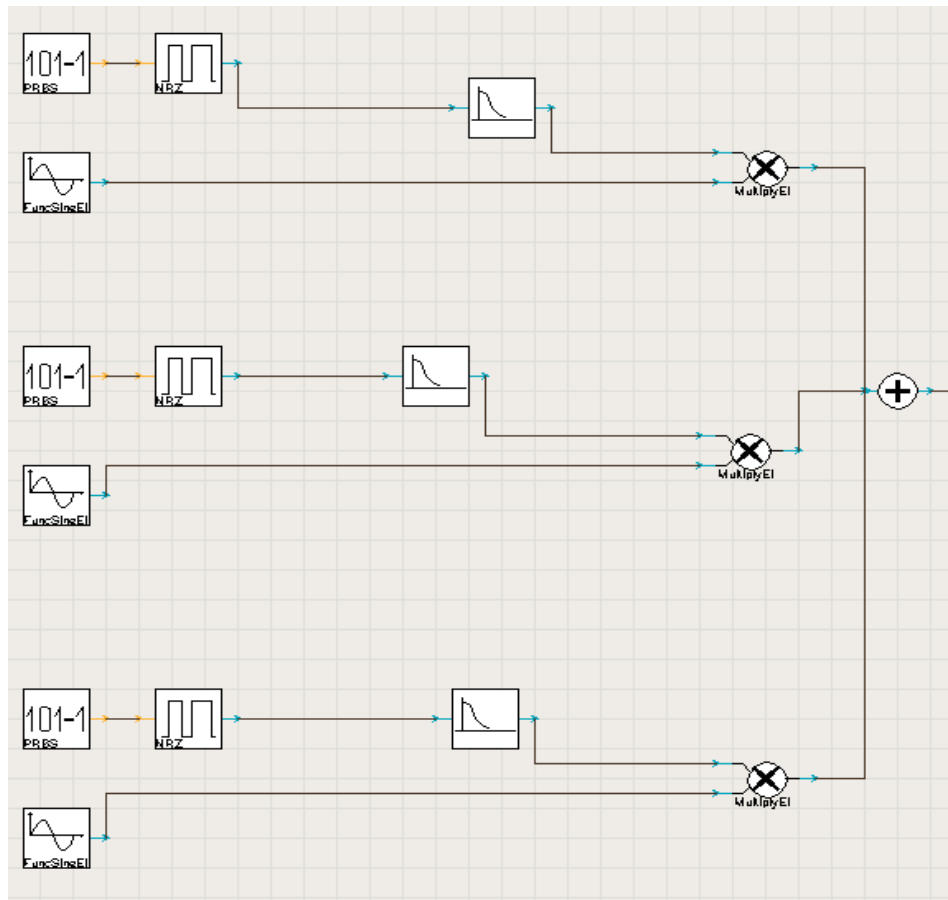 101-1
PRBS
NRZ
FuncSineEl
MultiplyEl
101-1
PRBS
NRZ
FuncSineEl
MultiplyEl
101-1
PRBS
NRZ
MultiplyEl
FuncSineEl